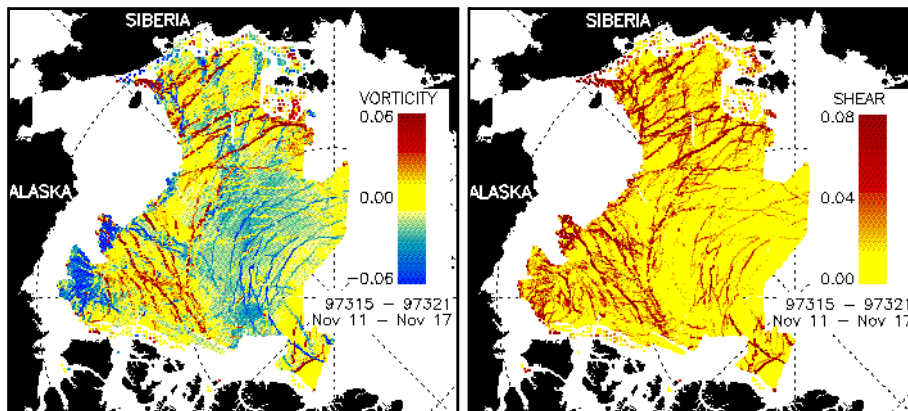 SIBERIA
VORTICITY
0.06
0.00
−0.06
ALASKA
97315 − 97321
Nov 11 − Nov 17
SIBERIA
SHEAR
0.08
0.04
0.00
ALASKA
97315 − 97321
Nov 11 − Nov 17